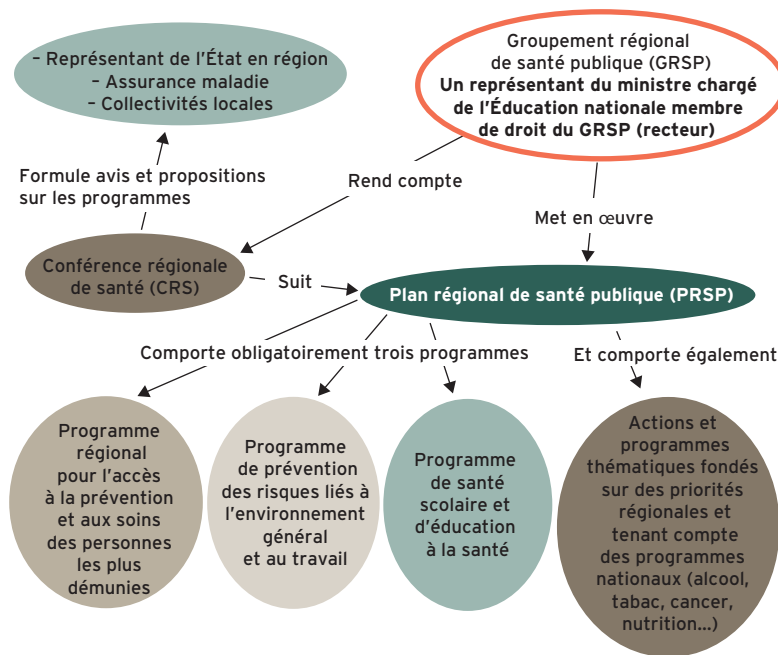 – Représentant de l'État en région
– Assurance maladie
– Collectivités locales
Groupement régional
de santé publique (GRSP)
Un représentant du ministre chargé
de l'Éducation nationale membre
de droit du GRSP (recteur)
Formule avis et propositions
sur les programmes
Rend compte
Met en œuvre
Conférence régionale
de santé (CRS)
Suit
Plan régional de santé publique (PRSP)
Comporte obligatoirement trois programmes
Et comporte également
Programme
régional
pour l'accès
à la prévention
et aux soins
des personnes
les plus
démunies
Programme
de prévention
des risques liés à
l'environnement
général
et au travail
Programme
de santé
scolaire et
d'éducation
à la santé
Actions et
programmes
thématiques fondés
sur des priorités
régionales et
tenant compte
des programmes
nationaux (alcool,
tabac, cancer,
nutrition...)